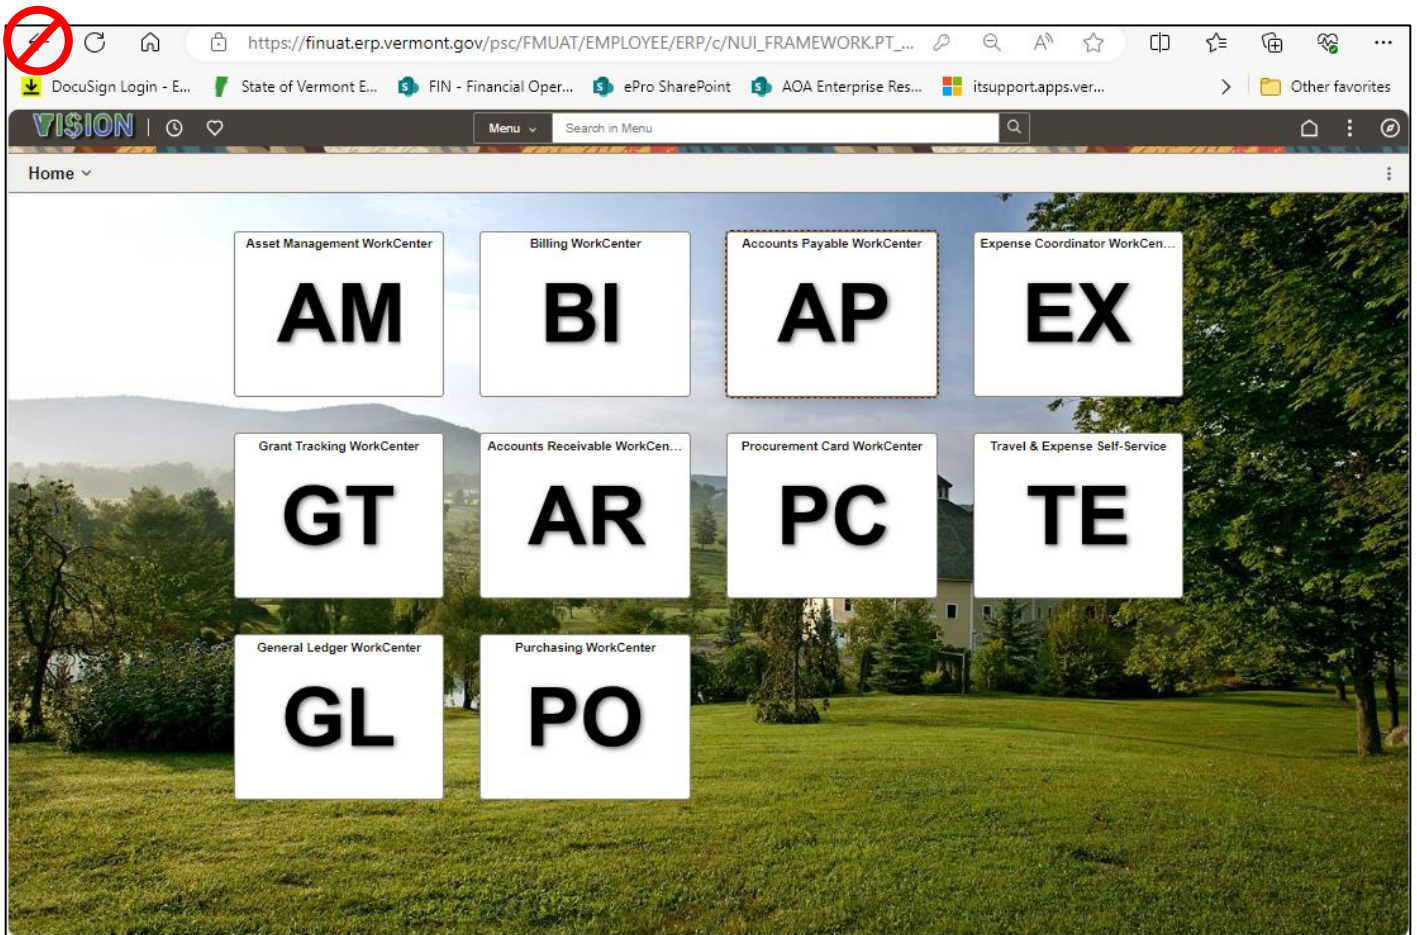 https://finuat.erp.vermont.gov/psc/FMUAT/EMPLOYEE/ERP/c/NUI_FRAMEWORK.PT_...
DocuSign Login - E... State of Vermont E... FIN - Financial Oper... ePro SharePoint AOA Enterprise Res... itsupport.apps.ver... Other favorites
VISION Menu Search in Menu
Home
Asset Management WorkCenter Billing WorkCenter Accounts Payable WorkCenter Expense Coordinator WorkCen...
AM BI AP EX
Grant Tracking WorkCenter Accounts Receivable WorkCen... Procurement Card WorkCenter Travel & Expense Self-Service
GT AR PC TE
General Ledger WorkCenter Purchasing WorkCenter
GL PO